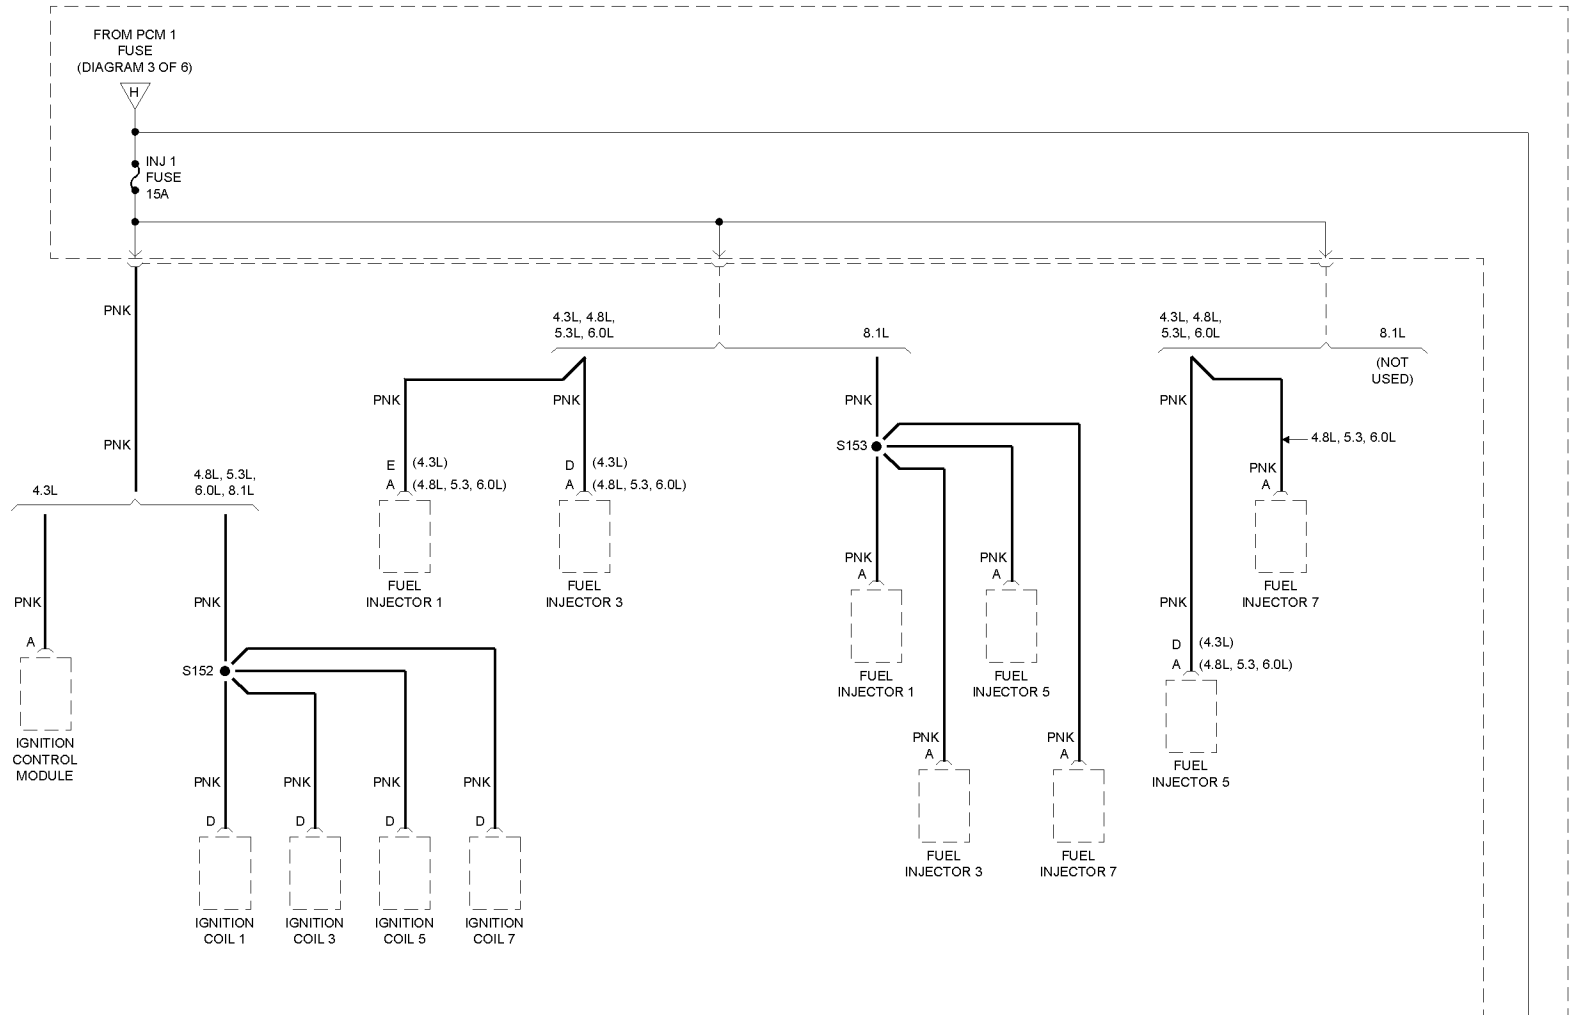 FROM PCM 1
FUSE
(DIAGRAM 3 OF 6)
H
INJ 1
FUSE
15A
PNK
PNK
4.3L
4.8L, 5.3L,
6.0L, 8.1L
PNK
A
IGNITION
CONTROL
MODULE
PNK
S152
PNK
D
IGNITION
COIL 1
PNK
D
IGNITION
COIL 3
PNK
D
IGNITION
COIL 5
PNK
D
IGNITION
COIL 7
4.3L, 4.8L,
5.3L, 6.0L
8.1L
PNK
E (4.3L)
A (4.8L, 5.3, 6.0L)
FUEL
INJECTOR 1
PNK
D (4.3L)
A (4.8L, 5.3, 6.0L)
FUEL
INJECTOR 3
PNK
S153
PNK
A
FUEL
INJECTOR 1
PNK
A
FUEL
INJECTOR 5
PNK
A
FUEL
INJECTOR 3
PNK
A
FUEL
INJECTOR 7
4.3L, 4.8L,
5.3L, 6.0L
8.1L
(NOT
USED)
PNK
4.8L, 5.3, 6.0L
PNK
A
FUEL
INJECTOR 7
PNK
D (4.3L)
A (4.8L, 5.3, 6.0L)
FUEL
INJECTOR 5